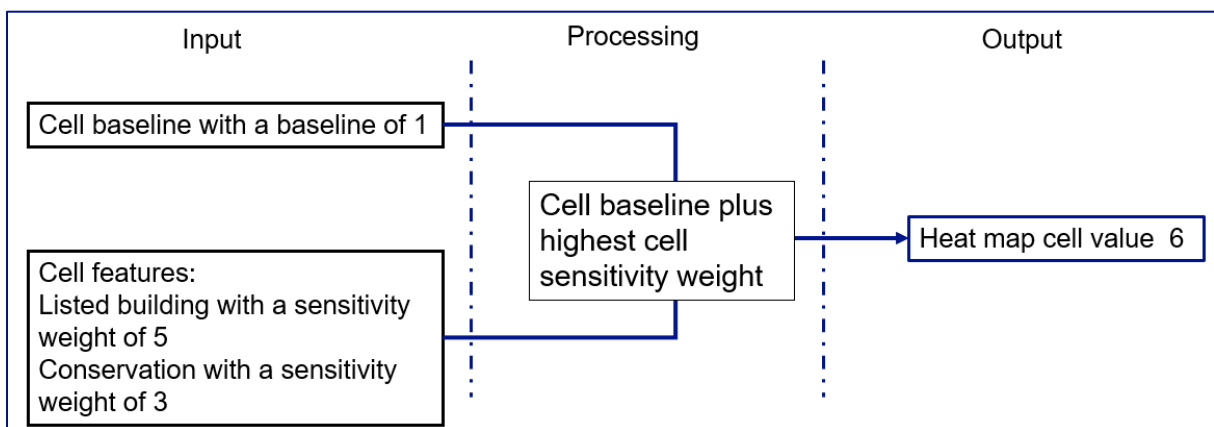 Input
Processing
Output
Cell baseline with a baseline of 1
Cell baseline plus
highest cell
sensitivity weight
Heat map cell value 6
Cell features:
Listed building with a sensitivity
weight of 5
Conservation with a sensitivity
weight of 3